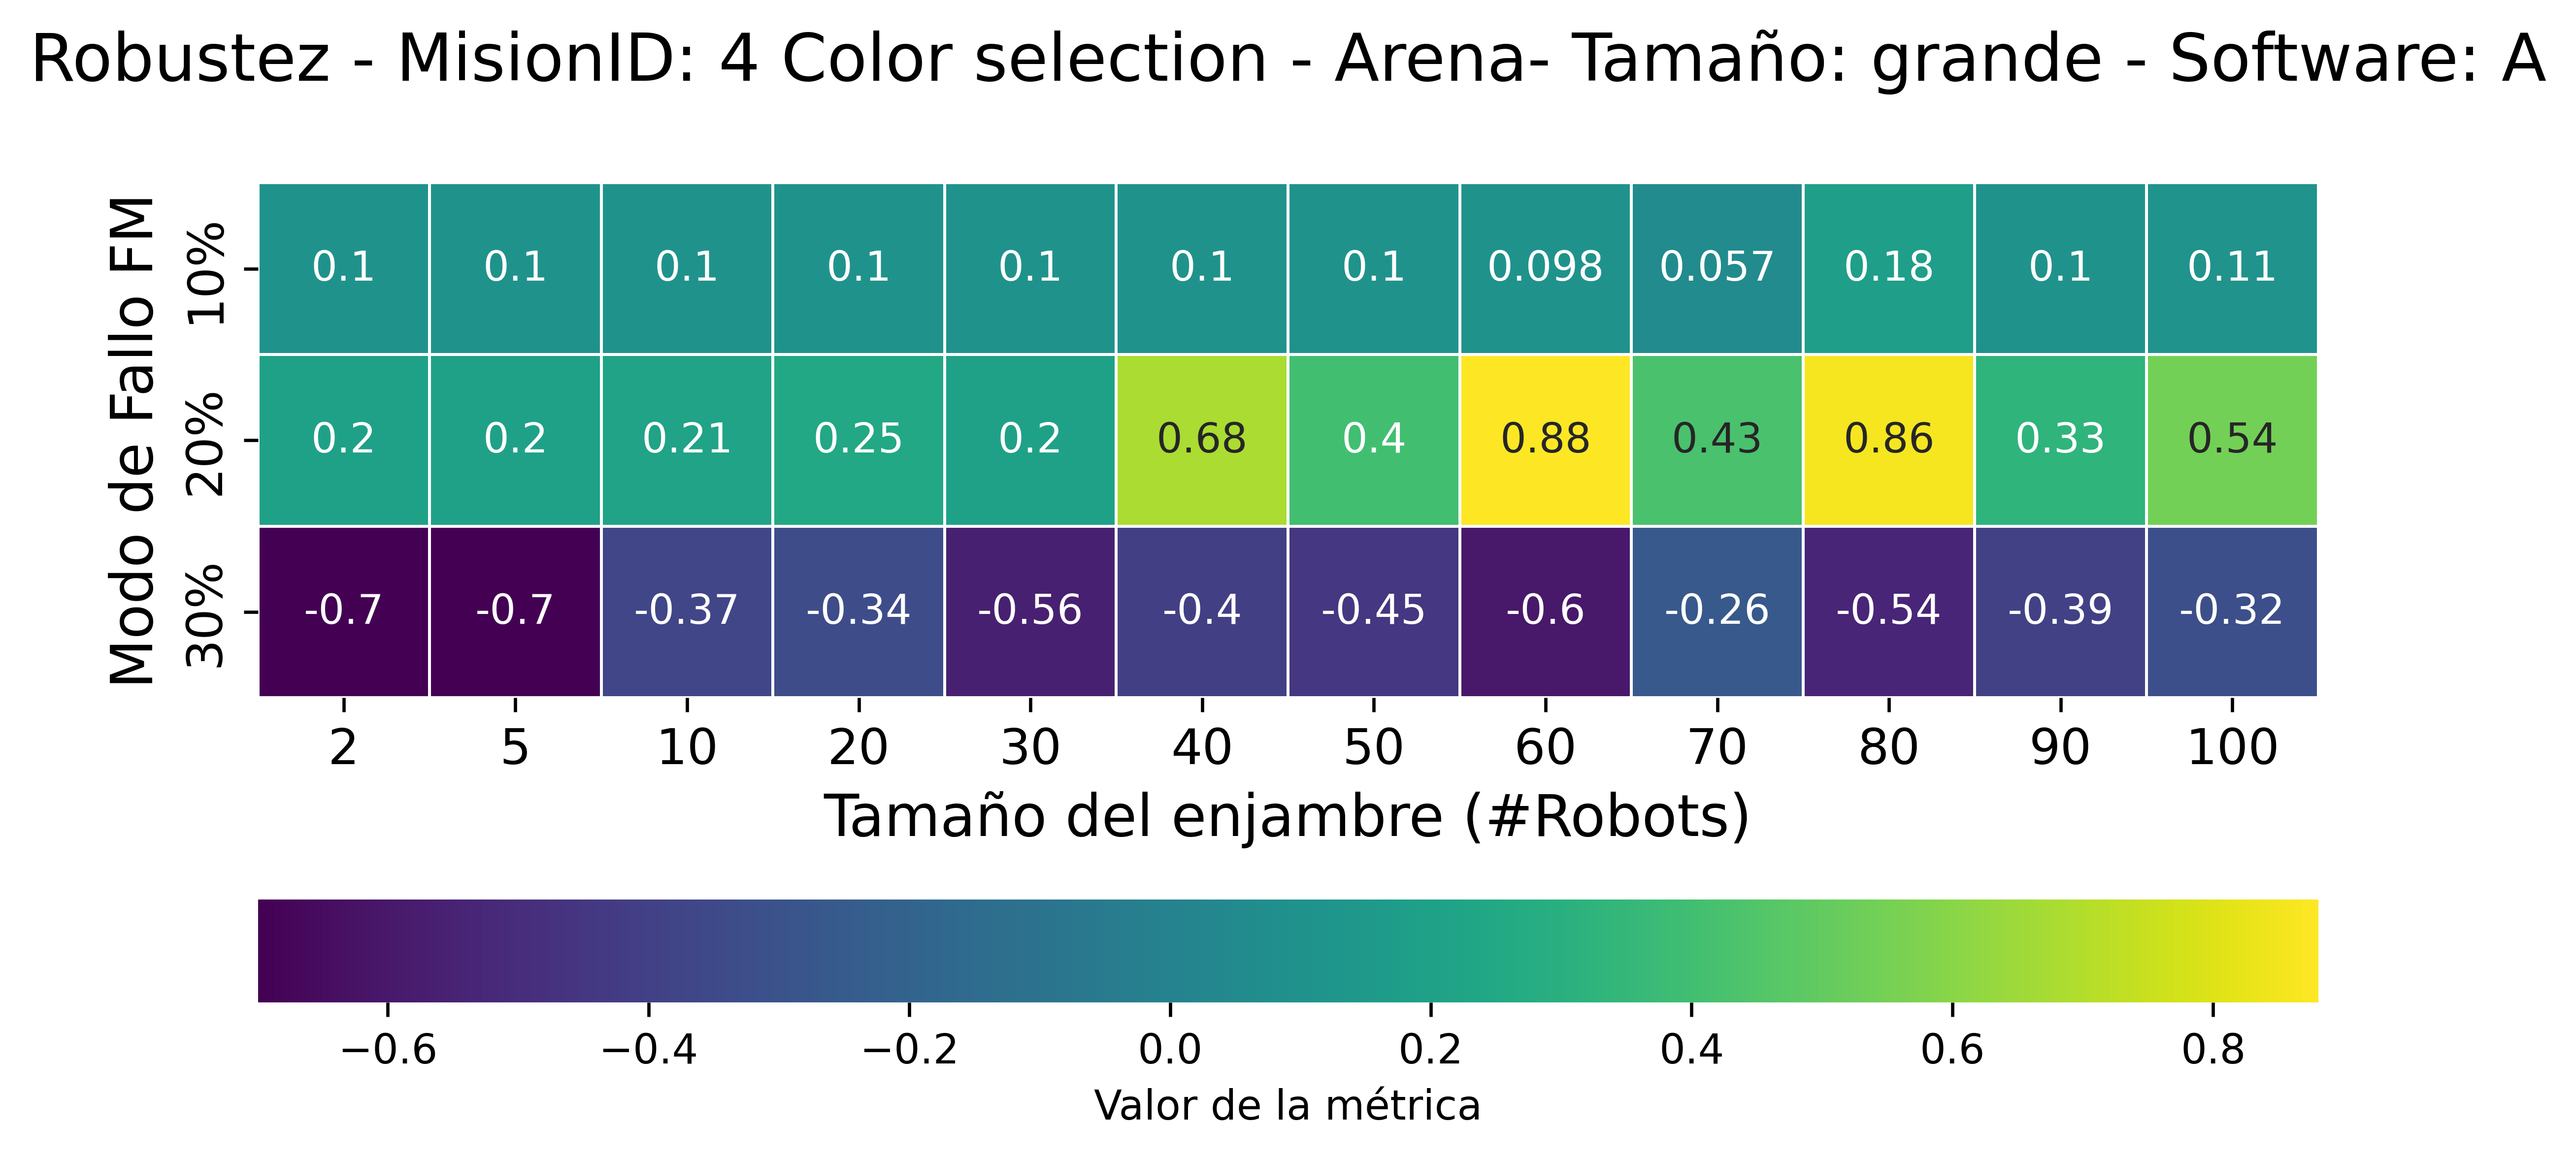 Robustez - MisionID: 4 Color selection - Arena- Tamaño: grande - Software: A
Modo de Fallo FM
10%
0.1 0.1 0.1 0.1 0.1 0.1 0.1 0.098 0.057 0.18 0.1 0.11
20%
0.2 0.2 0.21 0.25 0.2 0.68 0.4 0.88 0.43 0.86 0.33 0.54
30%
-0.7 -0.7 -0.37 -0.34 -0.56 -0.4 -0.45 -0.6 -0.26 -0.54 -0.39 -0.32
2 5 10 20 30 40 50 60 70 80 90 100
Tamaño del enjambre (#Robots)
−0.6 −0.4 −0.2 0.0 0.2 0.4 0.6 0.8
Valor de la métrica